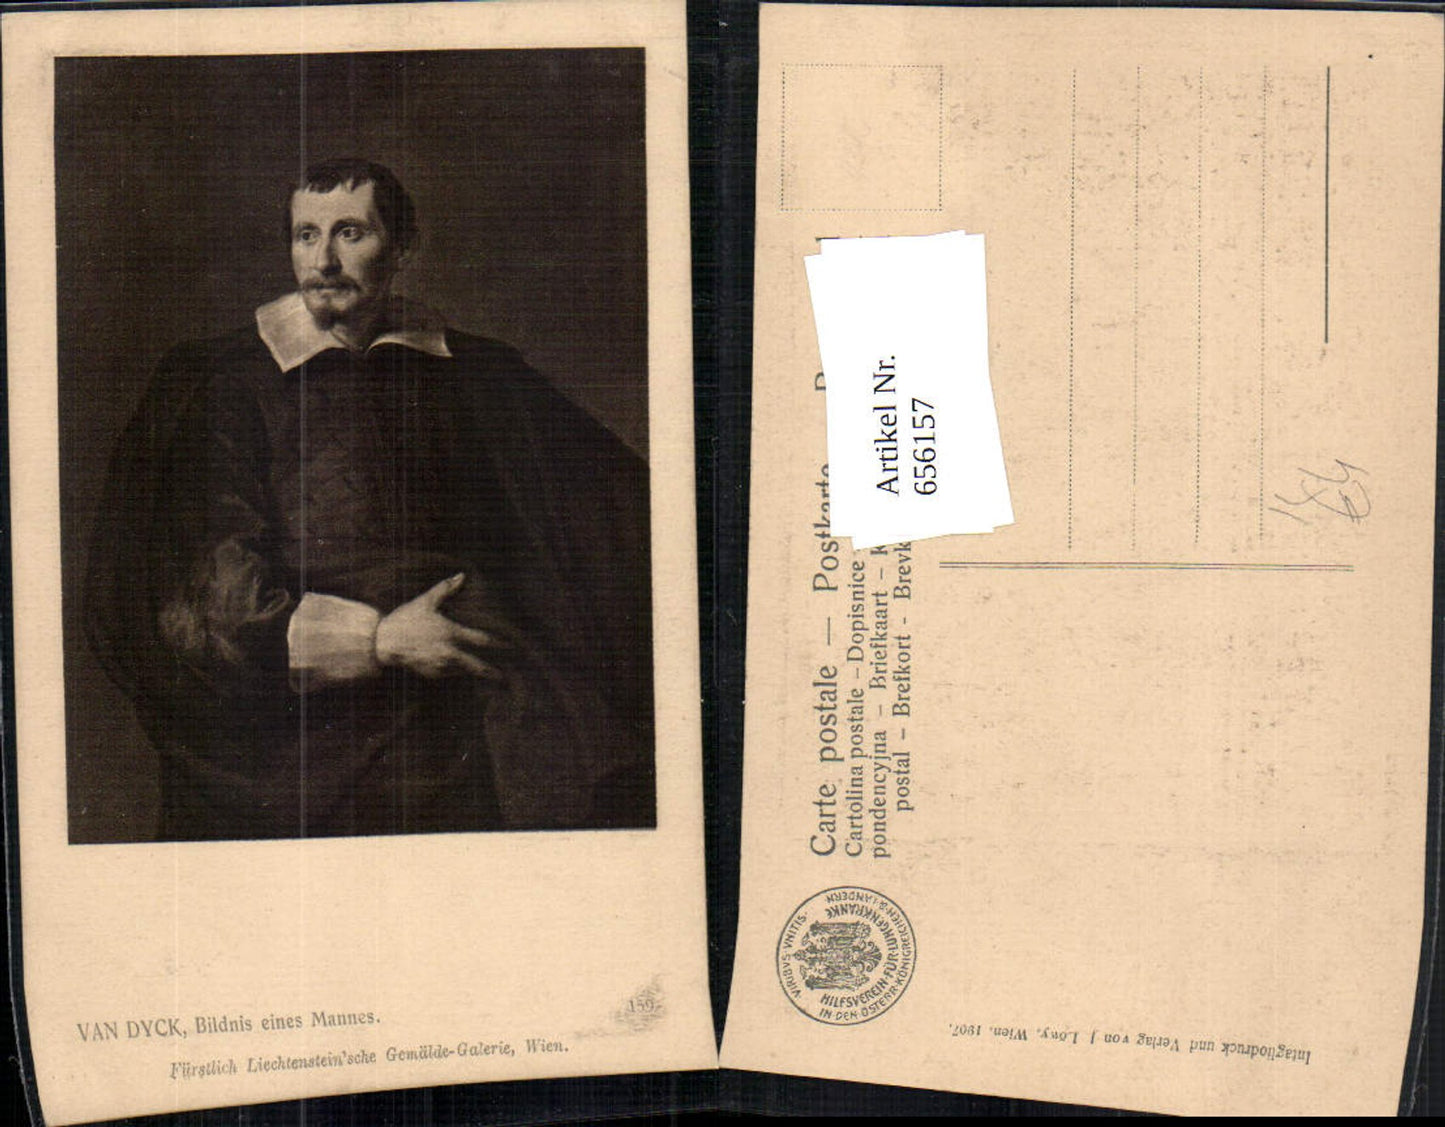 VAN DYCK, Bildnis eines Mannes.
Fürstlich Liechtenstein'sche Gemälde-Galerie, Wien.
159
Carte postale — Postkarte
Cartolina postale – Dopisnice
pondencyjna – Briefkaart – K
postal – Brefkort - Brevk
Artikel Nr.
656157
VIRIBVS·VNITIS·
HILFSVEREIN·FÜR·LUNGENKRANKE
IN·DEN·ÖSTERR·KÖNIGREICHEN·&·LÄNDERN
Intagliodruck und Verlag von J Löwy, Wien, 1907.